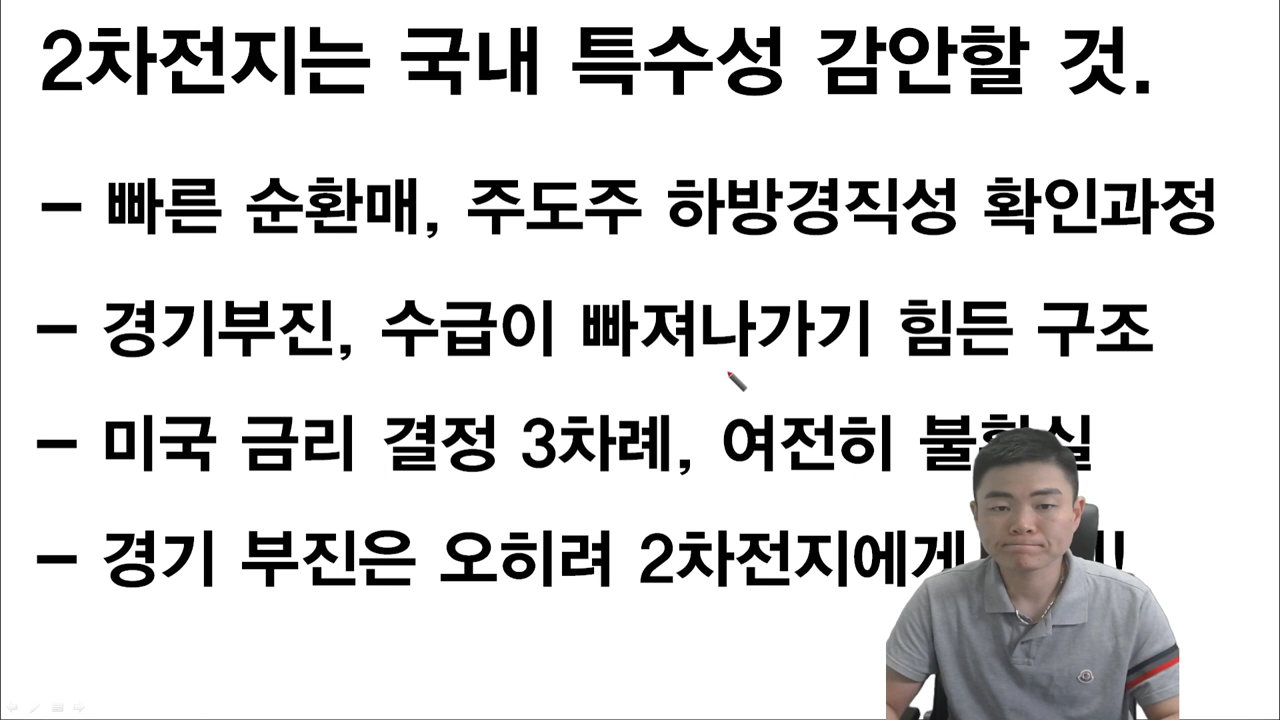 2차전지는 국내 특수성 감안할 것.
- 빠른 순환매, 주도주 하방경직성 확인과정
- 경기부진, 수급이 빠져나가기 힘든 구조
- 미국 금리 결정 3차례, 여전히
- 경기 부진은 오히려 2차전지에게